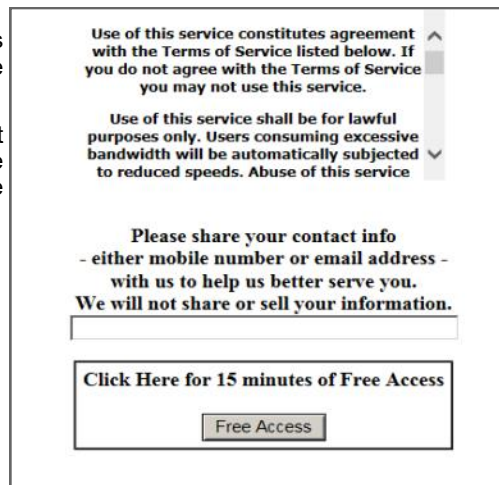 s
e
t
e
e
Use of this service constitutes agreement
with the Terms of Service listed below. If
you do not agree with the Terms of Service
you may not use this service.
Use of this service shall be for lawful
purposes only. Users consuming excessive
bandwidth will be automatically subjected
to reduced speeds. Abuse of this service
Please share your contact info
- either mobile number or email address -
with us to help us better serve you.
We will not share or sell your information.
Click Here for 15 minutes of Free Access
Free Access